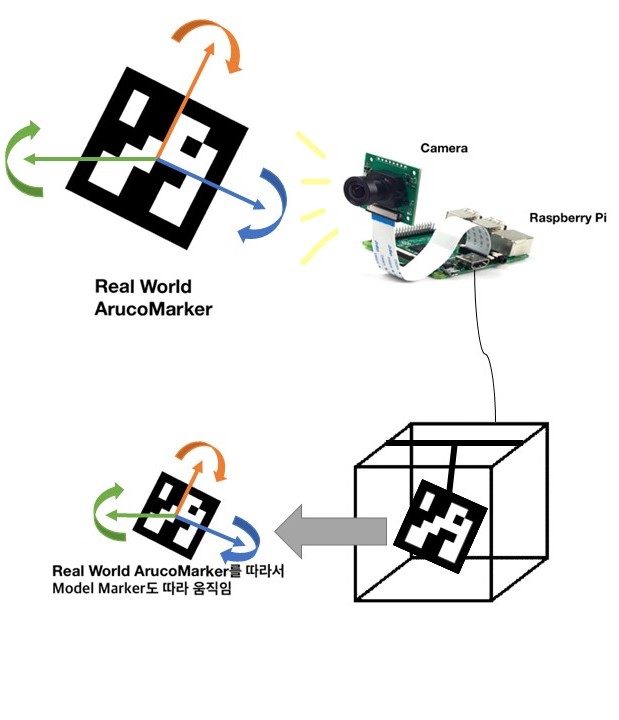 Camera
Raspberry Pi
Real World
ArucoMarker
Real World ArucoMarker를 따라서
Model Marker도 따라 움직임